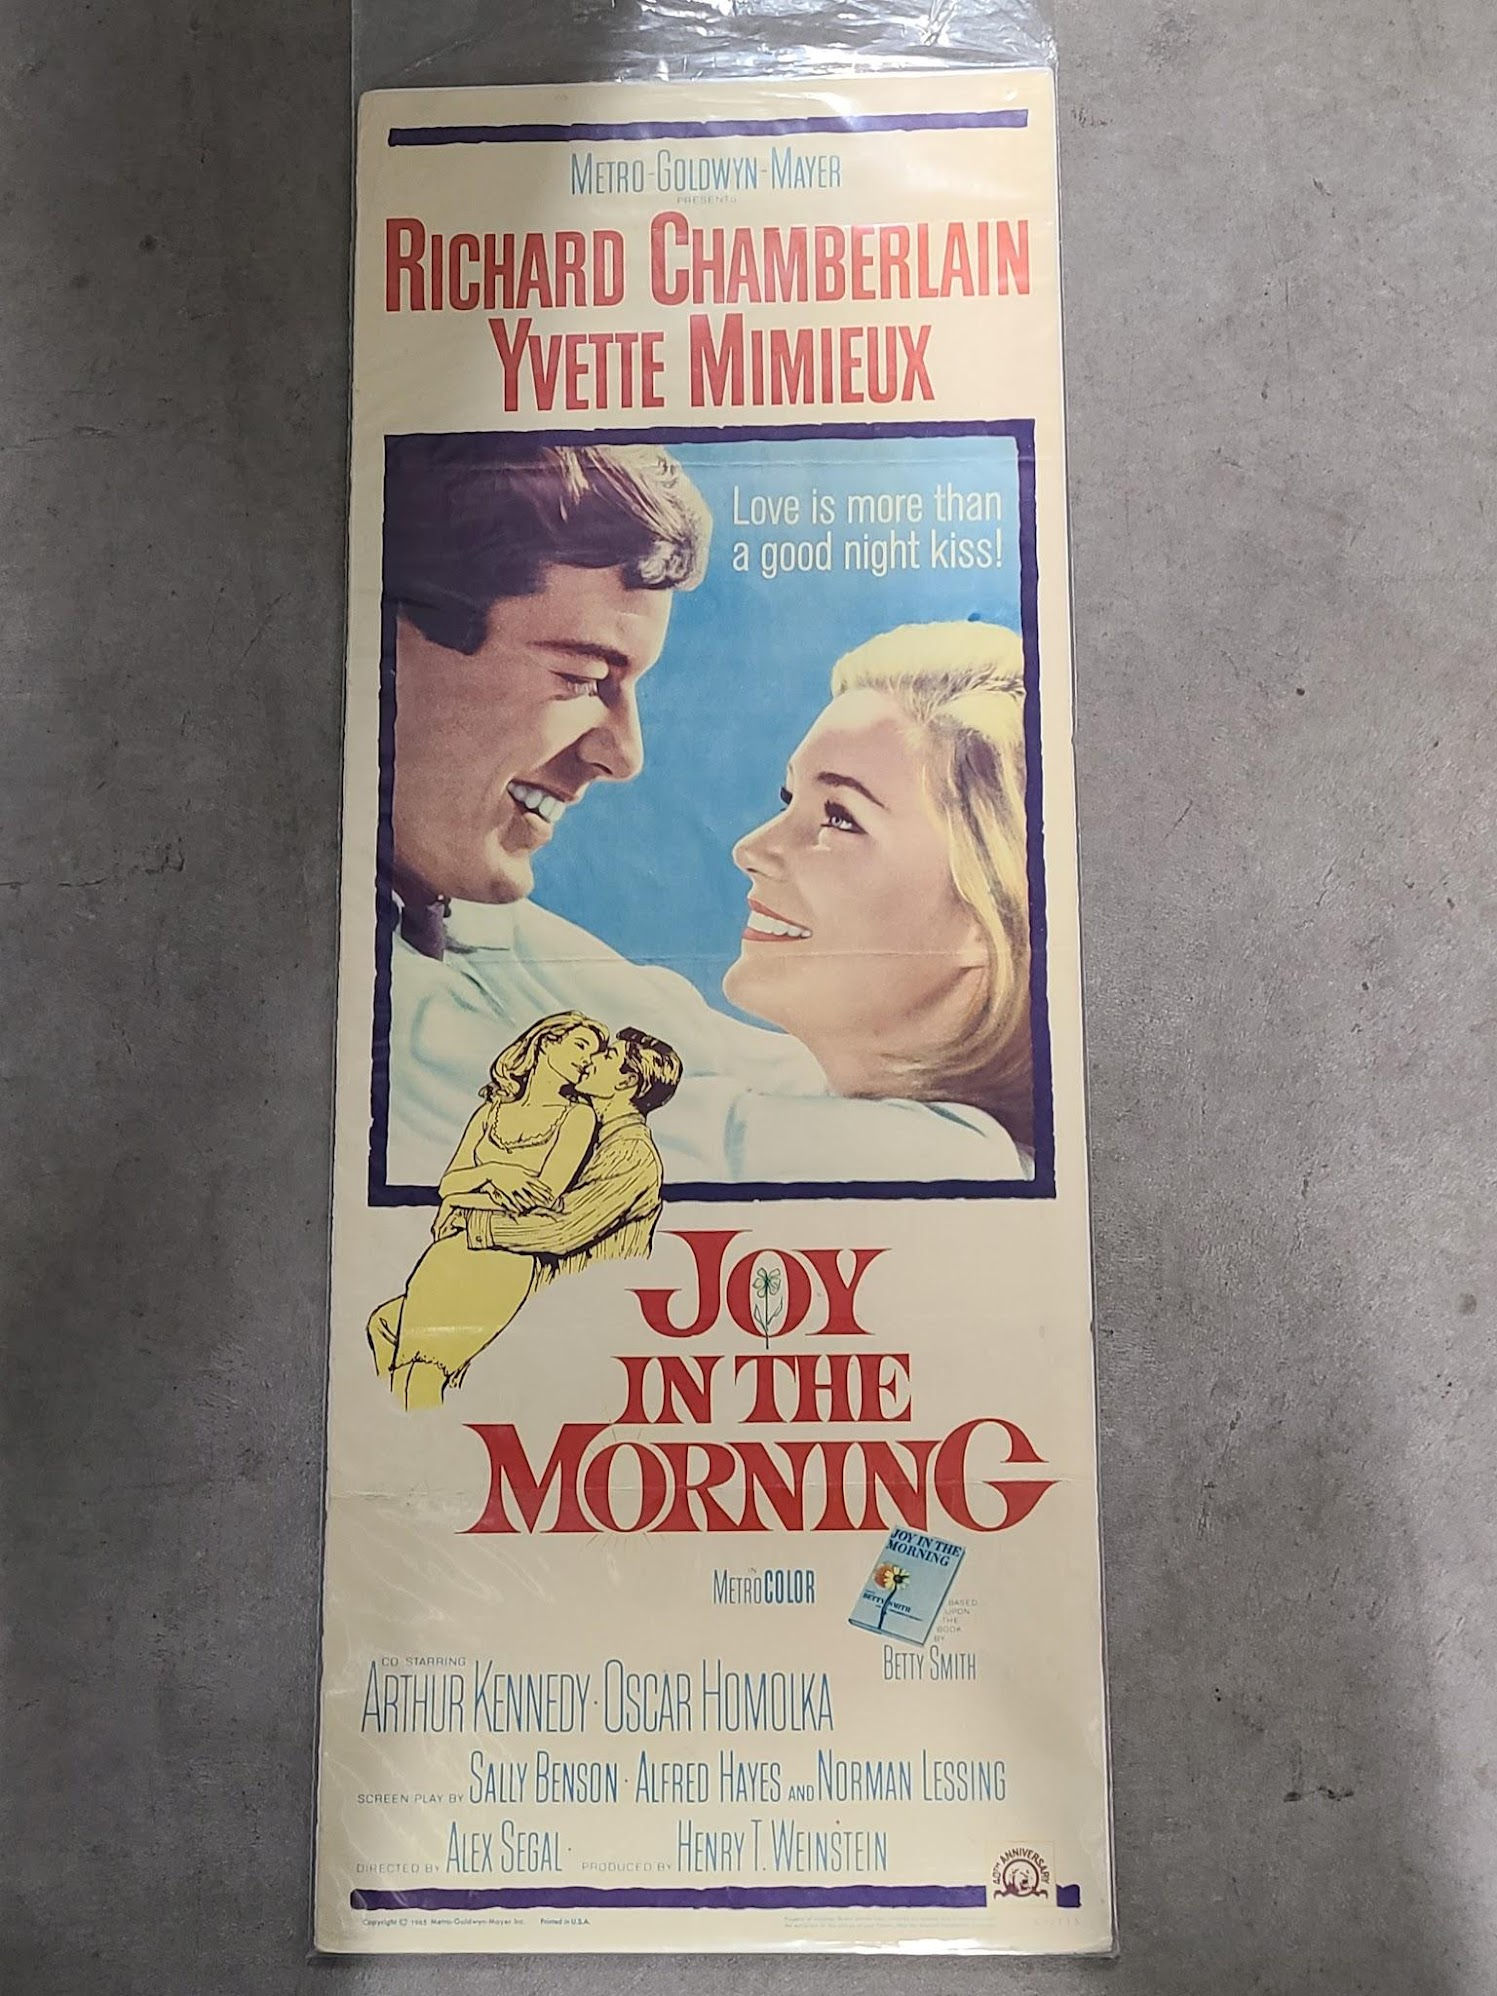 METRO-GOLDWYN-MAYER
PRESENTS
RICHARD CHAMBERLAIN
YVETTE MIMIEUX
Love is more than
a good night kiss!
JOY
IN THE
MORNING
JOY IN THE
MORNING
BETTY SMITH
IN
METROCOLOR
BASED
UPON
THE
BOOK
BY
BETTY SMITH
CO STARRING
ARTHUR KENNEDY · OSCAR HOMOLKA
SCREEN PLAY BY SALLY BENSON · ALFRED HAYES AND NORMAN LESSING
DIRECTED BY ALEX SEGAL · PRODUCED BY HENRY T. WEINSTEIN
40TH ANNIVERSARY
Copyright © 1965 Metro-Goldwyn-Mayer Inc. Printed in U.S.A.